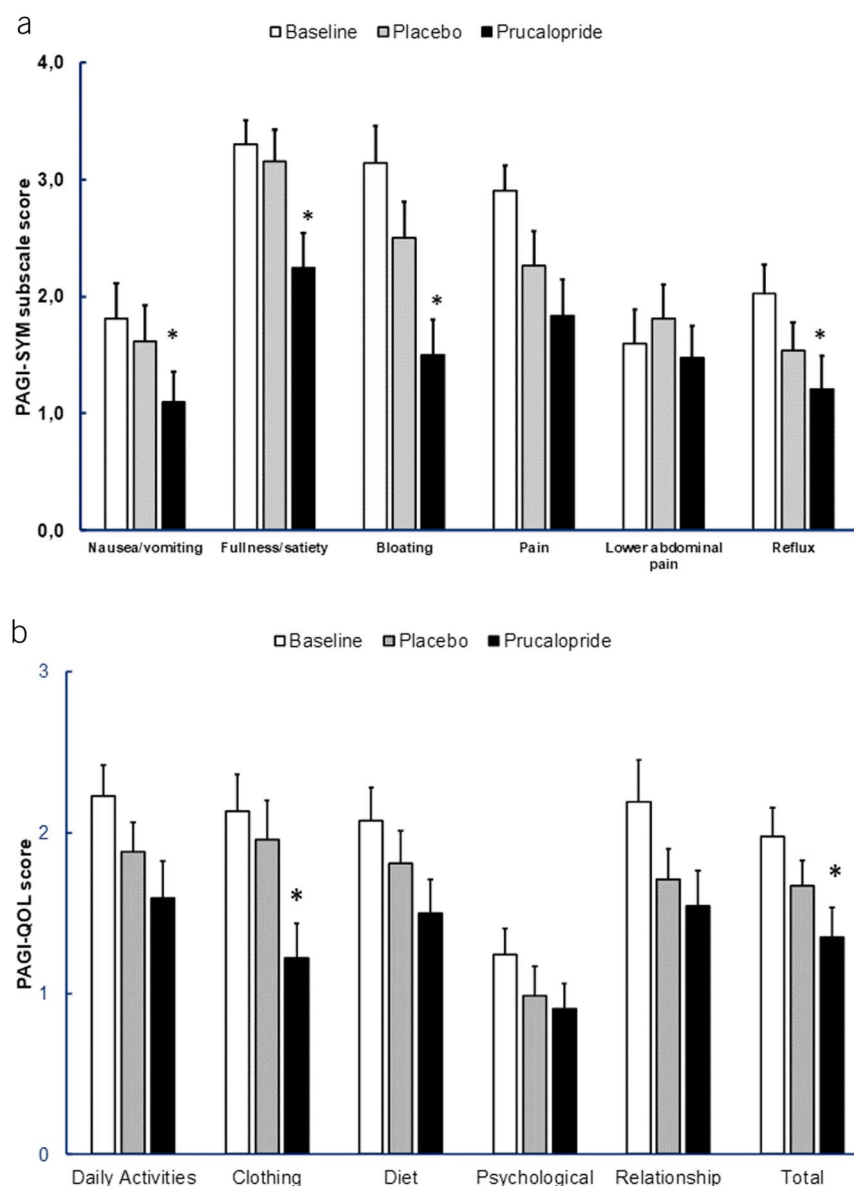 a
Baseline Placebo Prucalopride
4,0
3,0
2,0
1,0
0,0
PAGI-SYM subscale score
*
*
*
*
Nausea/vomiting Fullness/satiety Bloating Pain Lower abdominal pain Reflux
b
Baseline Placebo Prucalopride
3
2
1
0
PAGI-QOL score
*
*
Daily Activities Clothing Diet Psychological Relationship Total